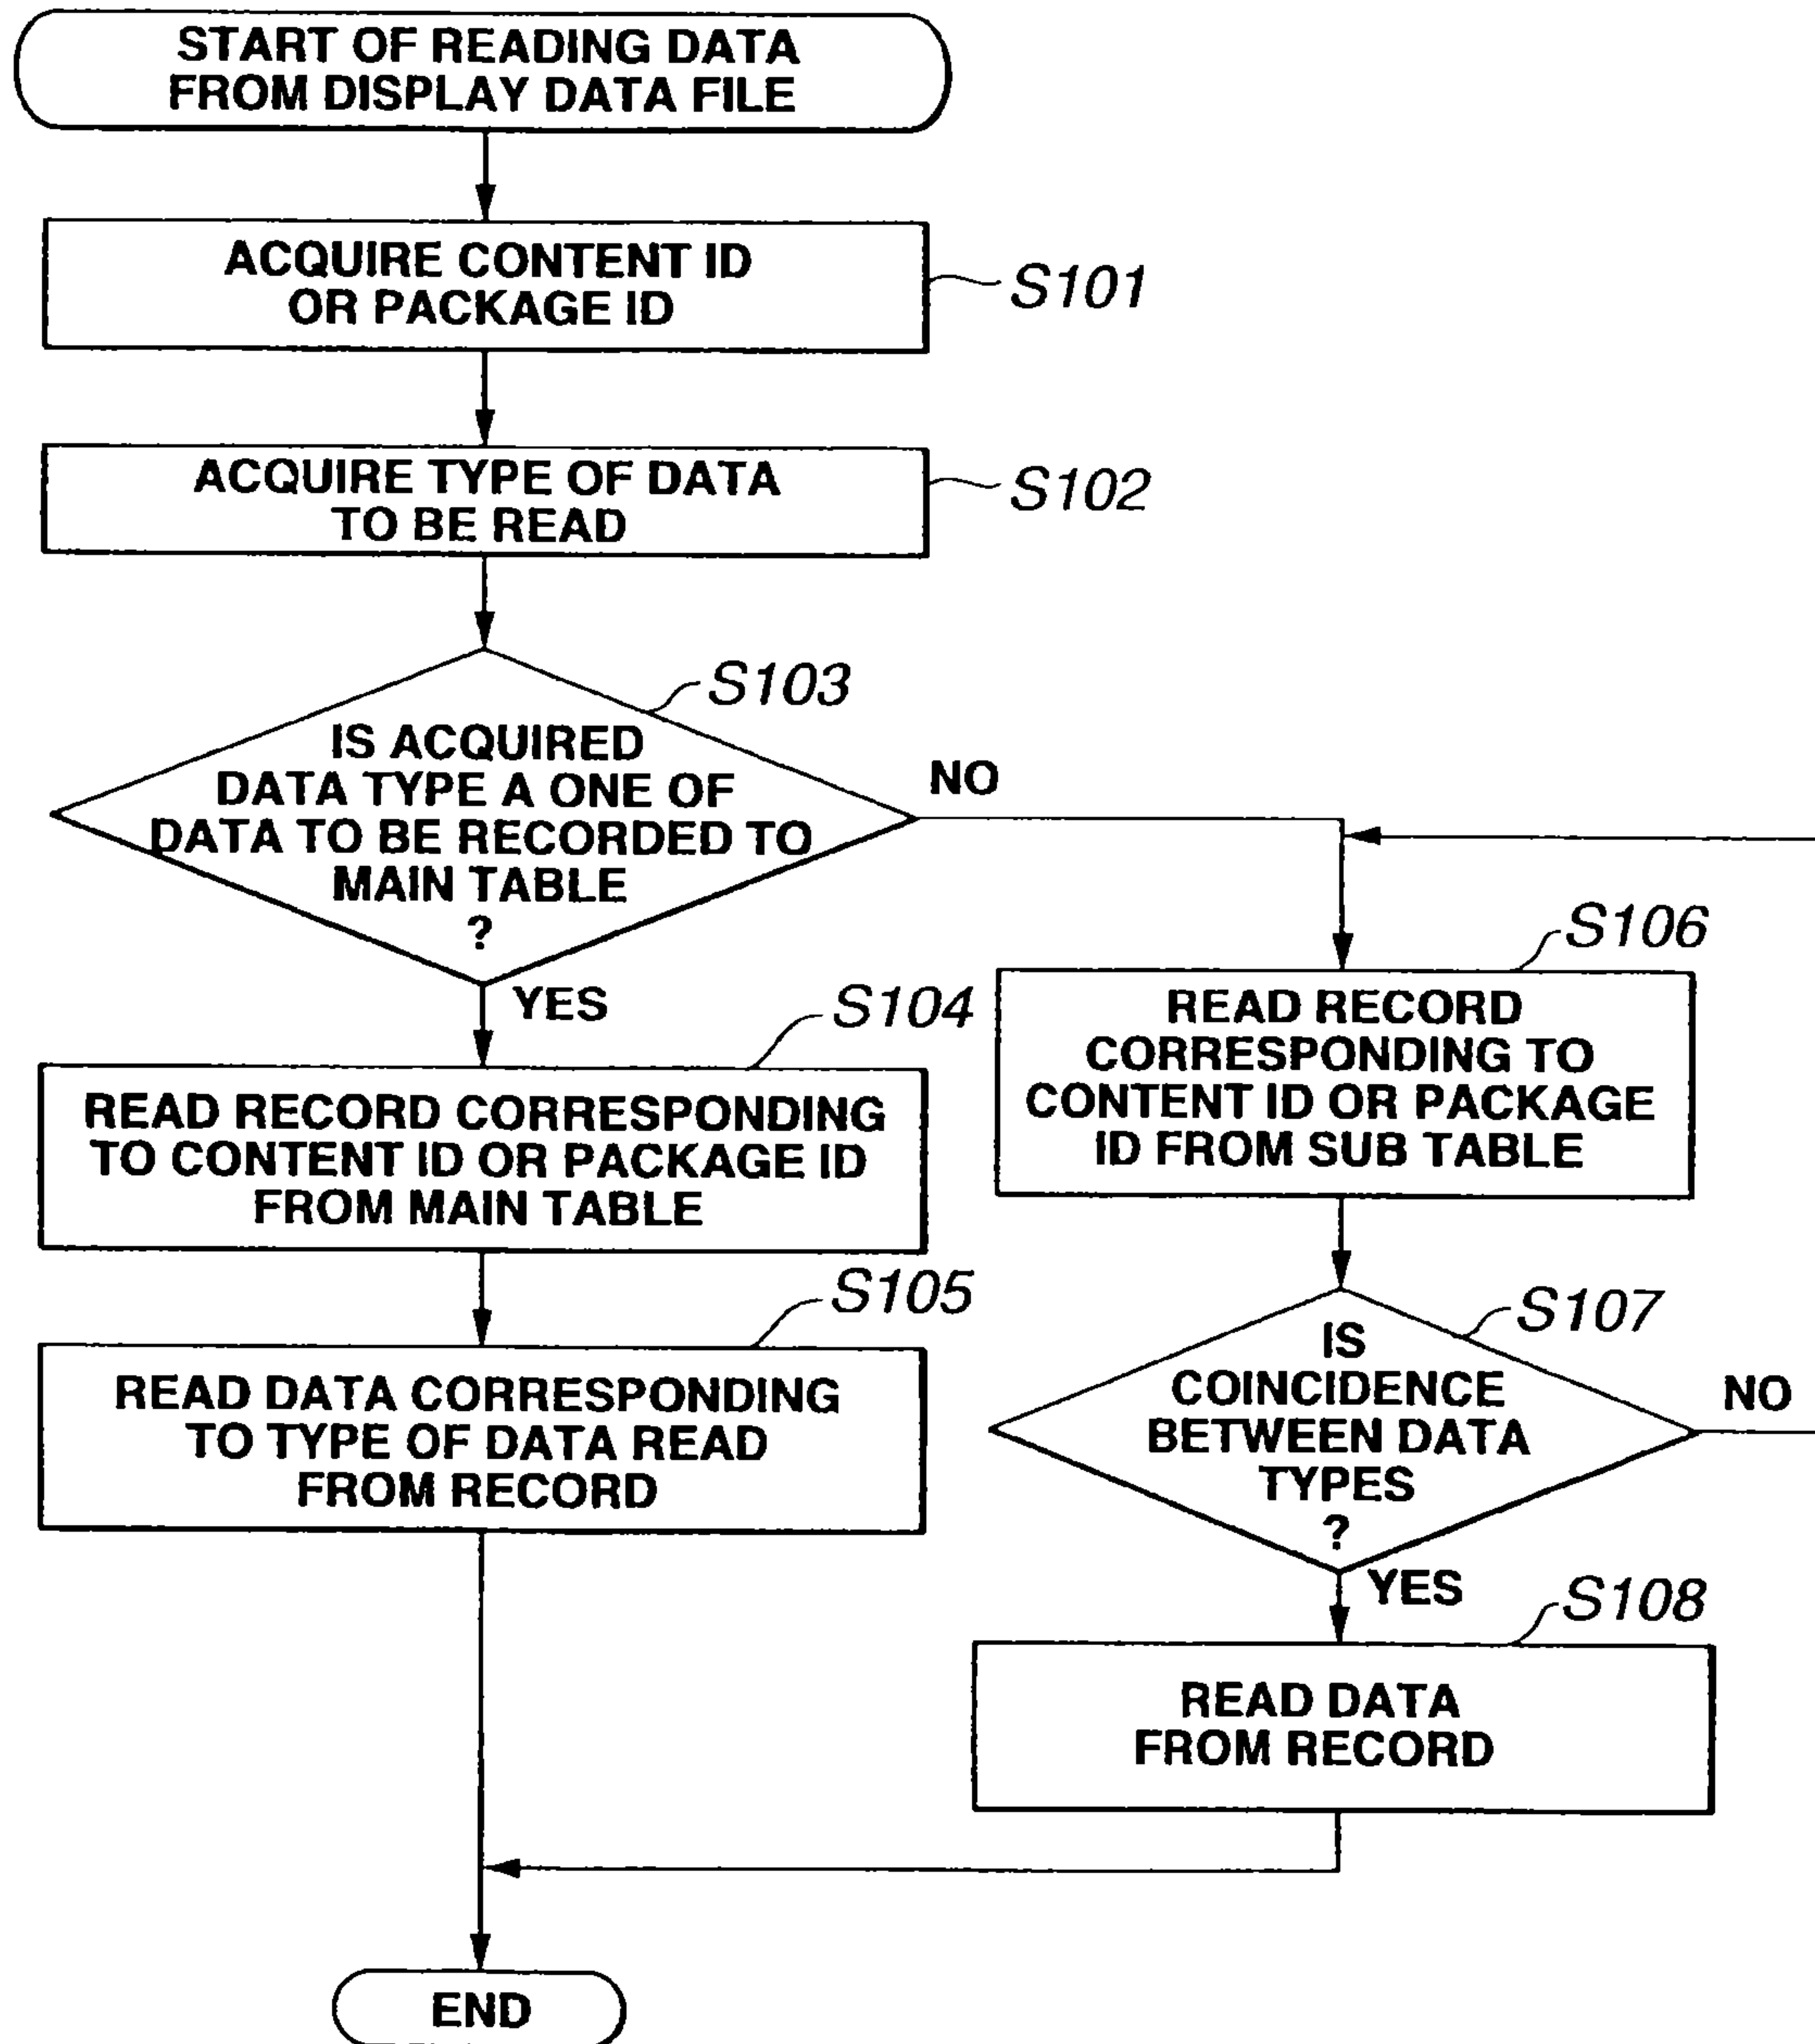 START OF READING DATA
FROM DISPLAY DATA FILE
ACQUIRE CONTENT ID
OR PACKAGE ID
S101
ACQUIRE TYPE OF DATA
TO BE READ
S102
S103
IS ACQUIRED
DATA TYPE A ONE OF
DATA TO BE RECORDED TO
MAIN TABLE
?
NO
YES
S104
READ RECORD CORRESPONDING
TO CONTENT ID OR PACKAGE ID
FROM MAIN TABLE
S105
READ DATA CORRESPONDING
TO TYPE OF DATA READ
FROM RECORD
S106
READ RECORD
CORRESPONDING TO
CONTENT ID OR PACKAGE
ID FROM SUB TABLE
S107
IS
COINCIDENCE
BETWEEN DATA
TYPES
?
NO
YES
S108
READ DATA
FROM RECORD
END